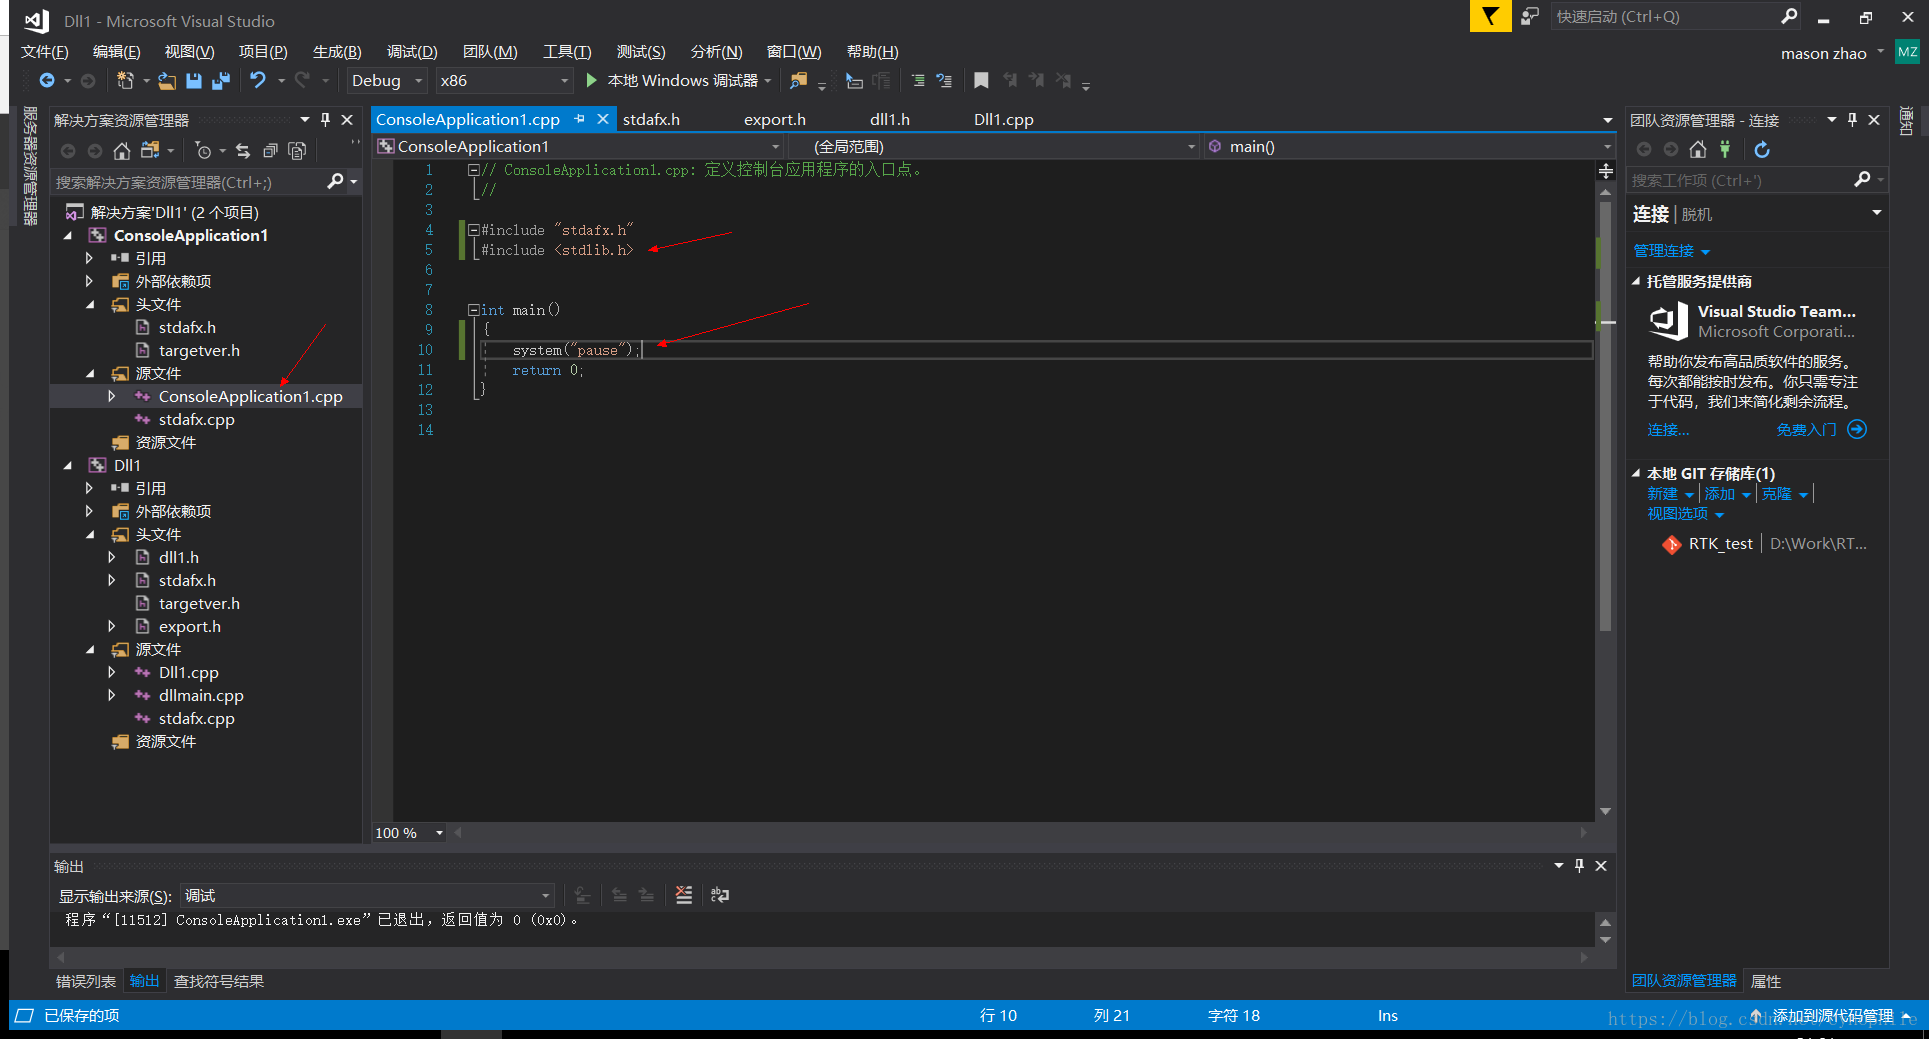 Dll1 - Microsoft Visual Studio
快速启动 (Ctrl+Q)
文件(F) 编辑(E) 视图(V) 项目(P) 生成(B) 调试(D) 团队(M) 工具(T) 测试(S) 分析(N) 窗口(W) 帮助(H)
mason zhao MZ
Debug x86 本地 Windows 调试器
服务器资源管理器
解决方案资源管理器
搜索解决方案资源管理器(Ctrl+;)
解决方案'Dll1' (2 个项目)
ConsoleApplication1
引用
外部依赖项
头文件
stdafx.h
targetver.h
源文件
ConsoleApplication1.cpp
stdafx.cpp
资源文件
Dll1
引用
外部依赖项
头文件
dll1.h
stdafx.h
targetver.h
export.h
源文件
Dll1.cpp
dllmain.cpp
stdafx.cpp
资源文件
ConsoleApplication1.cpp stdafx.h export.h dll1.h Dll1.cpp
ConsoleApplication1 (全局范围) main()
1 // ConsoleApplication1.cpp: 定义控制台应用程序的入口点。
2 //
3
4 #include "stdafx.h"
5 #include <stdlib.h>
6
7
8 int main()
9 {
10 system("pause");
11 return 0;
12 }
13
14
100 %
团队资源管理器 - 连接
搜索工作项 (Ctrl+')
连接 | 脱机
管理连接
托管服务提供商
Visual Studio Team...
Microsoft Corporati...
帮助你发布高品质软件的服务。
每次都能按时发布。你只需专注
于代码，我们来简化剩余流程。
连接... 免费入门
本地 GIT 存储库(1)
新建 添加 克隆
视图选项
RTK_test D:\Work\RT...
通知
输出
显示输出来源(S): 调试
程序“[11512] ConsoleApplication1.exe”已退出，返回值为 0 (0x0)。
错误列表 输出 查找符号结果
团队资源管理器 属性
已保存的项 行 10 列 21 字符 18 Ins 添加到源代码管理